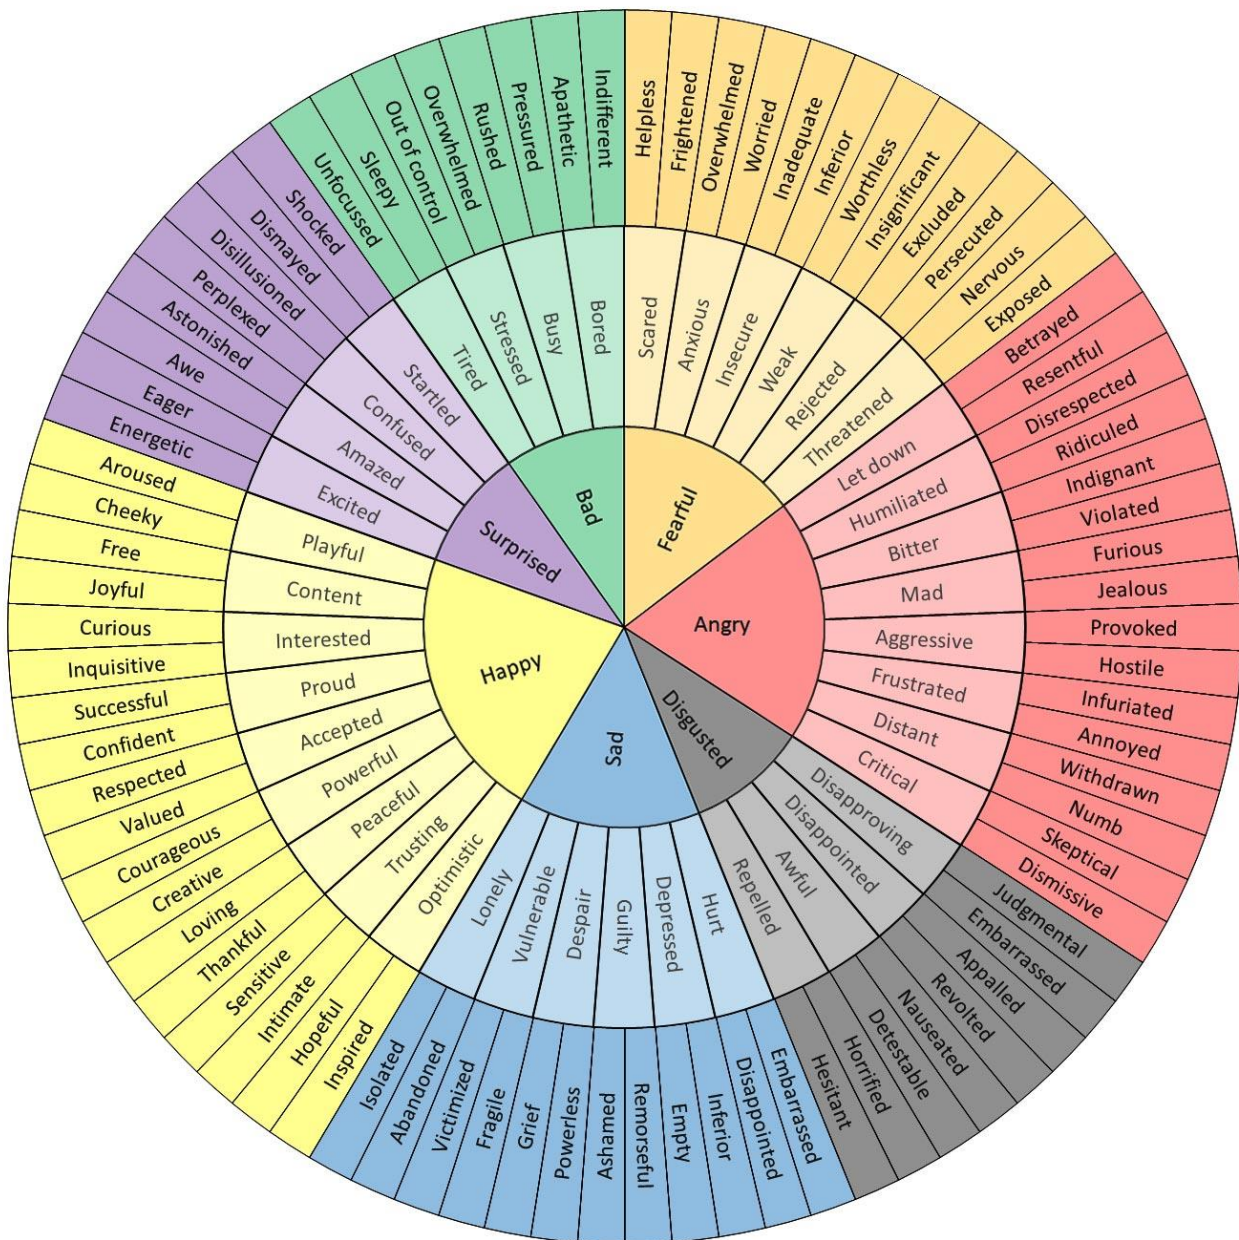 Fearful
Angry
Disgusted
Sad
Happy
Surprised
Bad
Scared
Anxious
Insecure
Weak
Rejected
Threatened
Let down
Humiliated
Bitter
Mad
Aggressive
Frustrated
Distant
Critical
Disapproving
Disappointed
Awful
Repelled
Hurt
Depressed
Guilty
Despair
Vulnerable
Lonely
Optimistic
Trusting
Peaceful
Powerful
Accepted
Proud
Interested
Content
Playful
Excited
Amazed
Confused
Startled
Tired
Stressed
Busy
Bored
Helpless
Frightened
Overwhelmed
Worried
Inadequate
Inferior
Worthless
Insignificant
Excluded
Persecuted
Nervous
Exposed
Betrayed
Resentful
Disrespected
Ridiculed
Indignant
Violated
Furious
Jealous
Provoked
Hostile
Infuriated
Annoyed
Withdrawn
Numb
Skeptical
Dismissive
Judgmental
Embarrassed
Appalled
Revolted
Nauseated
Detestable
Horrified
Hesitant
Embarrassed
Disappointed
Inferior
Empty
Remorseful
Ashamed
Powerless
Grief
Fragile
Victimized
Abandoned
Isolated
Inspired
Hopeful
Intimate
Sensitive
Thankful
Loving
Creative
Courageous
Valued
Respected
Confident
Successful
Inquisitive
Curious
Joyful
Free
Cheeky
Aroused
Energetic
Eager
Awe
Astonished
Perplexed
Disillusioned
Dismayed
Shocked
Unfocussed
Sleepy
Out of control
Overwhelmed
Rushed
Pressured
Apathetic
Indifferent